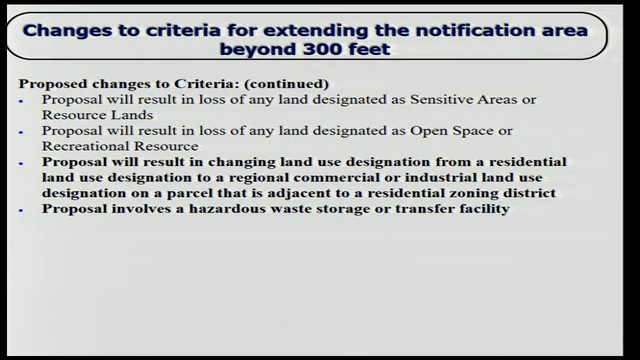 Changes to criteria for extending the notification area
beyond 300 feet
Proposed changes to Criteria: (continued)
• Proposal will result in loss of any land designated as Sensitive Areas or
Resource Lands
• Proposal will result in loss of any land designated as Open Space or
Recreational Resource
• Proposal will result in changing land use designation from a residential
land use designation to a regional commercial or industrial land use
designation on a parcel that is adjacent to a residential zoning district
• Proposal involves a hazardous waste storage or transfer facility